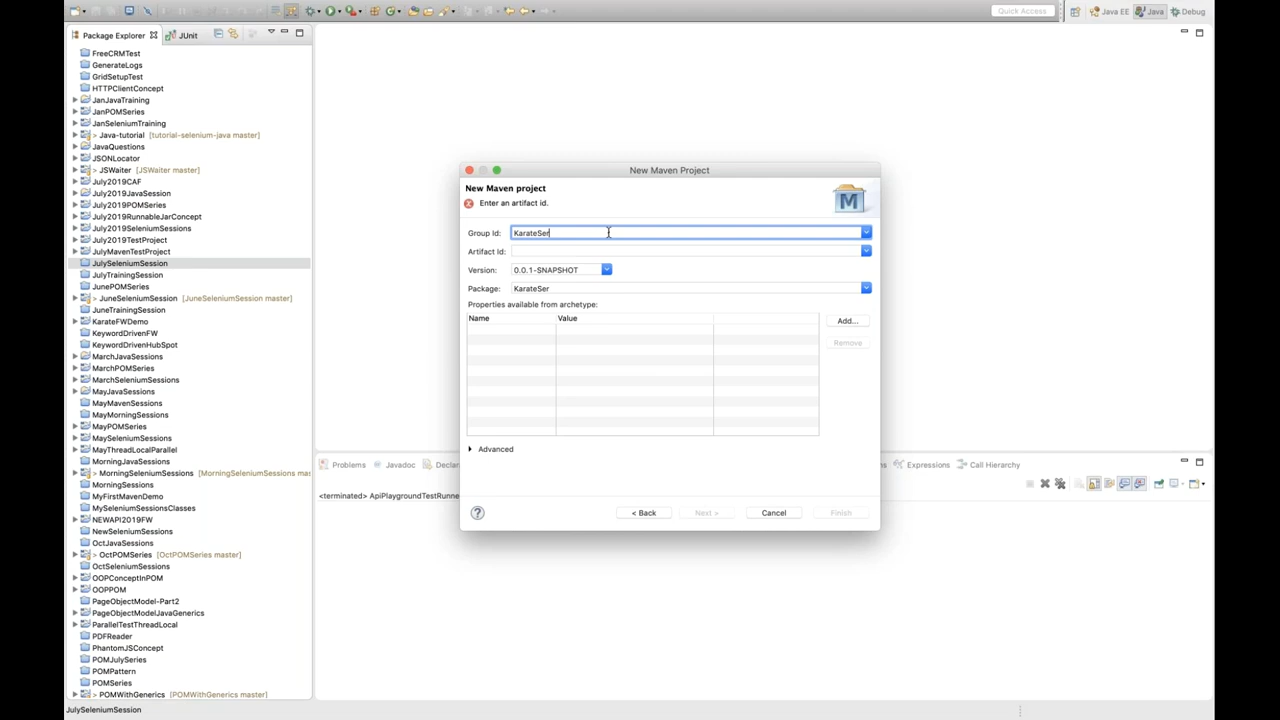 Quick Access
Java EE
Java
Debug
Package Explorer
JUnit
FreeCRMTest
GenerateLogs
GridSetupTest
HTTPClientConcept
JanJavaTraining
JanPOMSeries
JanSeleniumTraining
> Java-tutorial [tutorial-selenium-java master]
JavaQuestions
JSONLocator
> JSWaiter [JSWaiter master]
July2019CAF
July2019JavaSession
July2019POMSeries
July2019RunnableJarConcept
July2019SeleniumSessions
July2019TestProject
JulyMavenTestProject
JulySeleniumSession
JulyTrainingSession
JunePOMSeries
> JuneSeleniumSession [JuneSeleniumSession master]
JuneTrainingSession
KarateFWDemo
KeywordDrivenFW
KeywordDrivenHubSpot
MarchJavaSessions
MarchPOMSeries
MarchSeleniumSessions
MayJavaSessions
MayMavenSessions
MayMorningSessions
MayPOMSeries
MaySeleniumSessions
MayThreadLocalParallel
MorningJavaSessions
> MorningSeleniumSessions [MorningSeleniumSessions mas
MorningSessions
MyFirstMavenDemo
MySeleniumSessionsClasses
NEWAPI2019FW
NewSeleniumSessions
OctJavaSessions
> OctPOMSeries [OctPOMSeries master]
OctSeleniumSessions
OOPConceptInPOM
OOPPOM
PageObjectModel-Part2
PageObjectModelJavaGenerics
ParallelTestThreadLocal
PDFReader
PhantomJSConcept
POMJulySeries
POMPattern
POMSeries
> POMWithGenerics [POMWithGenerics master]
JulySeleniumSession
New Maven Project
New Maven project
Enter an artifact id.
M
Group Id: KarateSer
Artifact Id:
Version: 0.0.1-SNAPSHOT
Package: KarateSer
Properties available from archetype:
Name Value
Add...
Remove
Advanced
? < Back Next > Cancel Finish
Problems Javadoc Declar ns Expressions Call Hierarchy
<terminated> ApiPlaygroundTestRunne